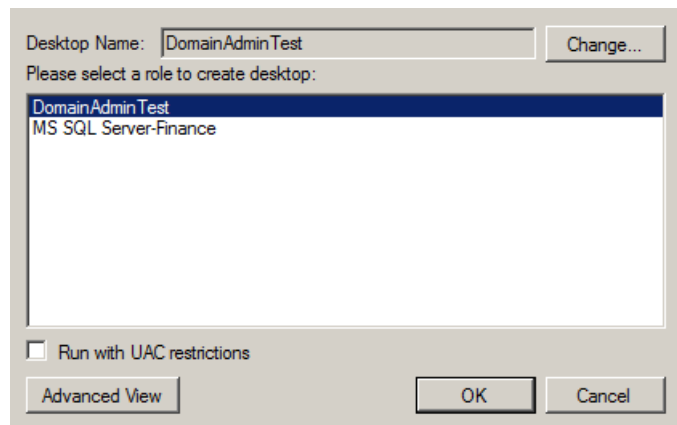 Desktop Name: DomainAdminTest Change...
Please select a role to create desktop:
DomainAdminTest
MS SQL Server-Finance
Run with UAC restrictions
Advanced View OK Cancel